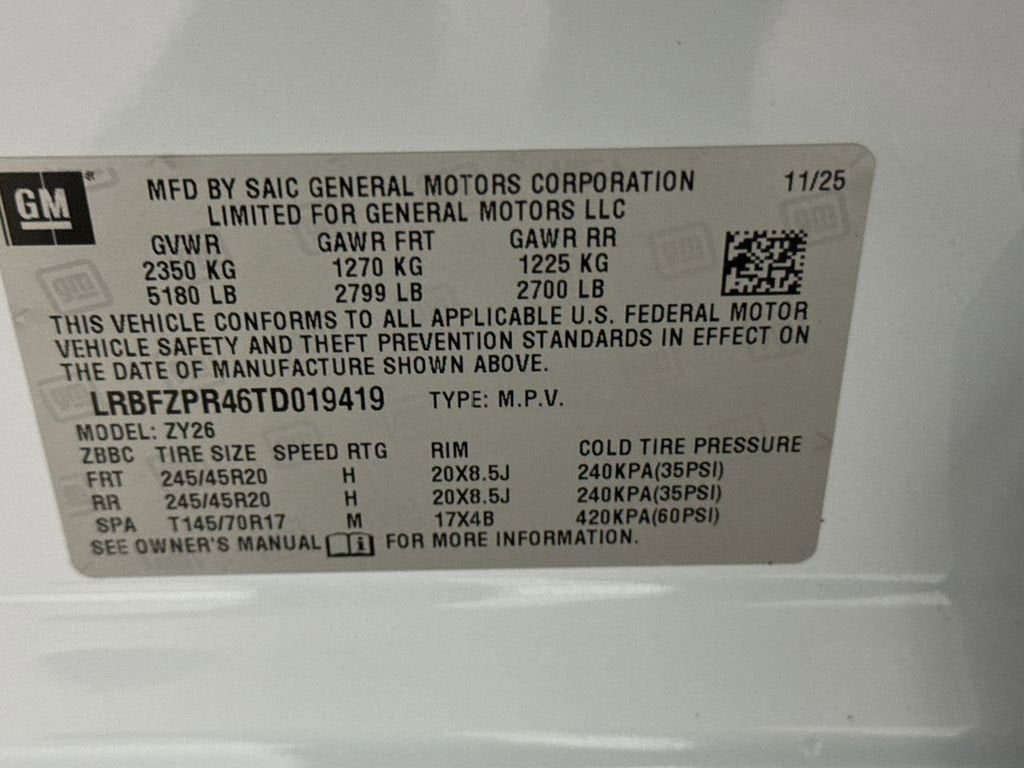 GM®
MFD BY SAIC GENERAL MOTORS CORPORATION 11/25
LIMITED FOR GENERAL MOTORS LLC
GVWR GAWR FRT GAWR RR
2350 KG 1270 KG 1225 KG
5180 LB 2799 LB 2700 LB
THIS VEHICLE CONFORMS TO ALL APPLICABLE U.S. FEDERAL MOTOR
VEHICLE SAFETY AND THEFT PREVENTION STANDARDS IN EFFECT ON
THE DATE OF MANUFACTURE SHOWN ABOVE.
LRBFZPR46TD019419 TYPE: M.P.V.
MODEL: ZY26
ZBBC TIRE SIZE SPEED RTG RIM COLD TIRE PRESSURE
FRT 245/45R20 H 20X8.5J 240KPA(35PSI)
RR 245/45R20 H 20X8.5J 240KPA(35PSI)
SPA T145/70R17 M 17X4B 420KPA(60PSI)
SEE OWNER'S MANUAL FOR MORE INFORMATION.